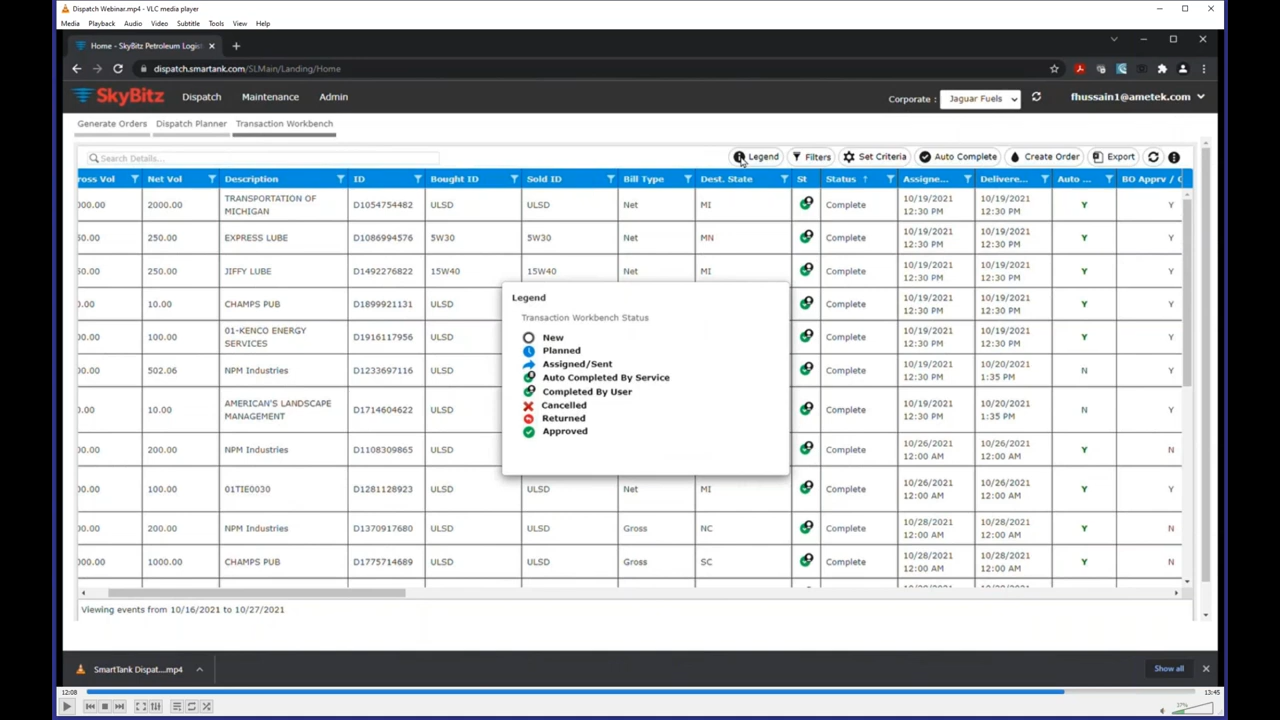 Dispatch Webinar.mp4 - VLC media player
Media Playback Audio Video Subtitle Tools View Help
Home - SkyBitz Petroleum Logist
dispatch.smartank.com/SLMain/Landing/Home
SkyBitz Dispatch Maintenance Admin Corporate : Jaguar Fuels fhussain1@ametek.com
Generate Orders Dispatch Planner Transaction Workbench
Search Details... Legend Filters Set Criteria Auto Complete Create Order Export
ross Vol Net Vol Description ID Bought ID Sold ID Bill Type Dest. State St Status Assigne... Delivere... Auto ... BO Apprv /
000.00 2000.00 TRANSPORTATION OF MICHIGAN D1054754482 ULSD ULSD Net MI Complete 10/19/2021 12:30 PM 10/19/2021 12:30 PM Y Y
50.00 250.00 EXPRESS LUBE D1086994576 5W30 5W30 Net MN Complete 10/19/2021 12:30 PM 10/19/2021 12:30 PM Y Y
50.00 250.00 JIFFY LUBE D1492276822 15W40 15W40 Net MI Complete 10/19/2021 12:30 PM 10/19/2021 12:30 PM Y Y
0.00 10.00 CHAMPS PUB D1899921131 ULSD Complete 10/19/2021 12:30 PM 10/19/2021 12:30 PM Y Y
00.00 100.00 01-KENCO ENERGY SERVICES D1916117956 ULSD Complete 10/19/2021 12:30 PM 10/19/2021 12:30 PM Y Y
00.00 502.06 NPM Industries D1233697116 ULSD Complete 10/19/2021 12:30 PM 10/20/2021 1:35 PM N Y
00.00 10.00 AMERICAN'S LANDSCAPE MANAGEMENT D1714604622 ULSD Complete 10/19/2021 12:30 PM 10/20/2021 1:35 PM N Y
00.00 200.00 NPM Industries D1108309865 ULSD Complete 10/26/2021 12:00 AM 10/26/2021 12:00 AM Y N
00.00 100.00 01TIE0030 D1281128923 ULSD ULSD Net MI Complete 10/26/2021 12:00 AM 10/26/2021 12:00 AM Y Y
00.00 200.00 NPM Industries D1370917680 ULSD ULSD Gross NC Complete 10/28/2021 12:00 AM 10/28/2021 12:00 AM Y N
000.00 1000.00 CHAMPS PUB D1775714689 ULSD ULSD Gross SC Complete 10/28/2021 12:00 AM 10/28/2021 12:00 AM Y N
Legend
Transaction Workbench Status
New
Planned
Assigned/Sent
Auto Completed By Service
Completed By User
Cancelled
Returned
Approved
Viewing events from 10/16/2021 to 10/27/2021
SmartTank Dispat....mp4 Show all
12:08 13:45
37%